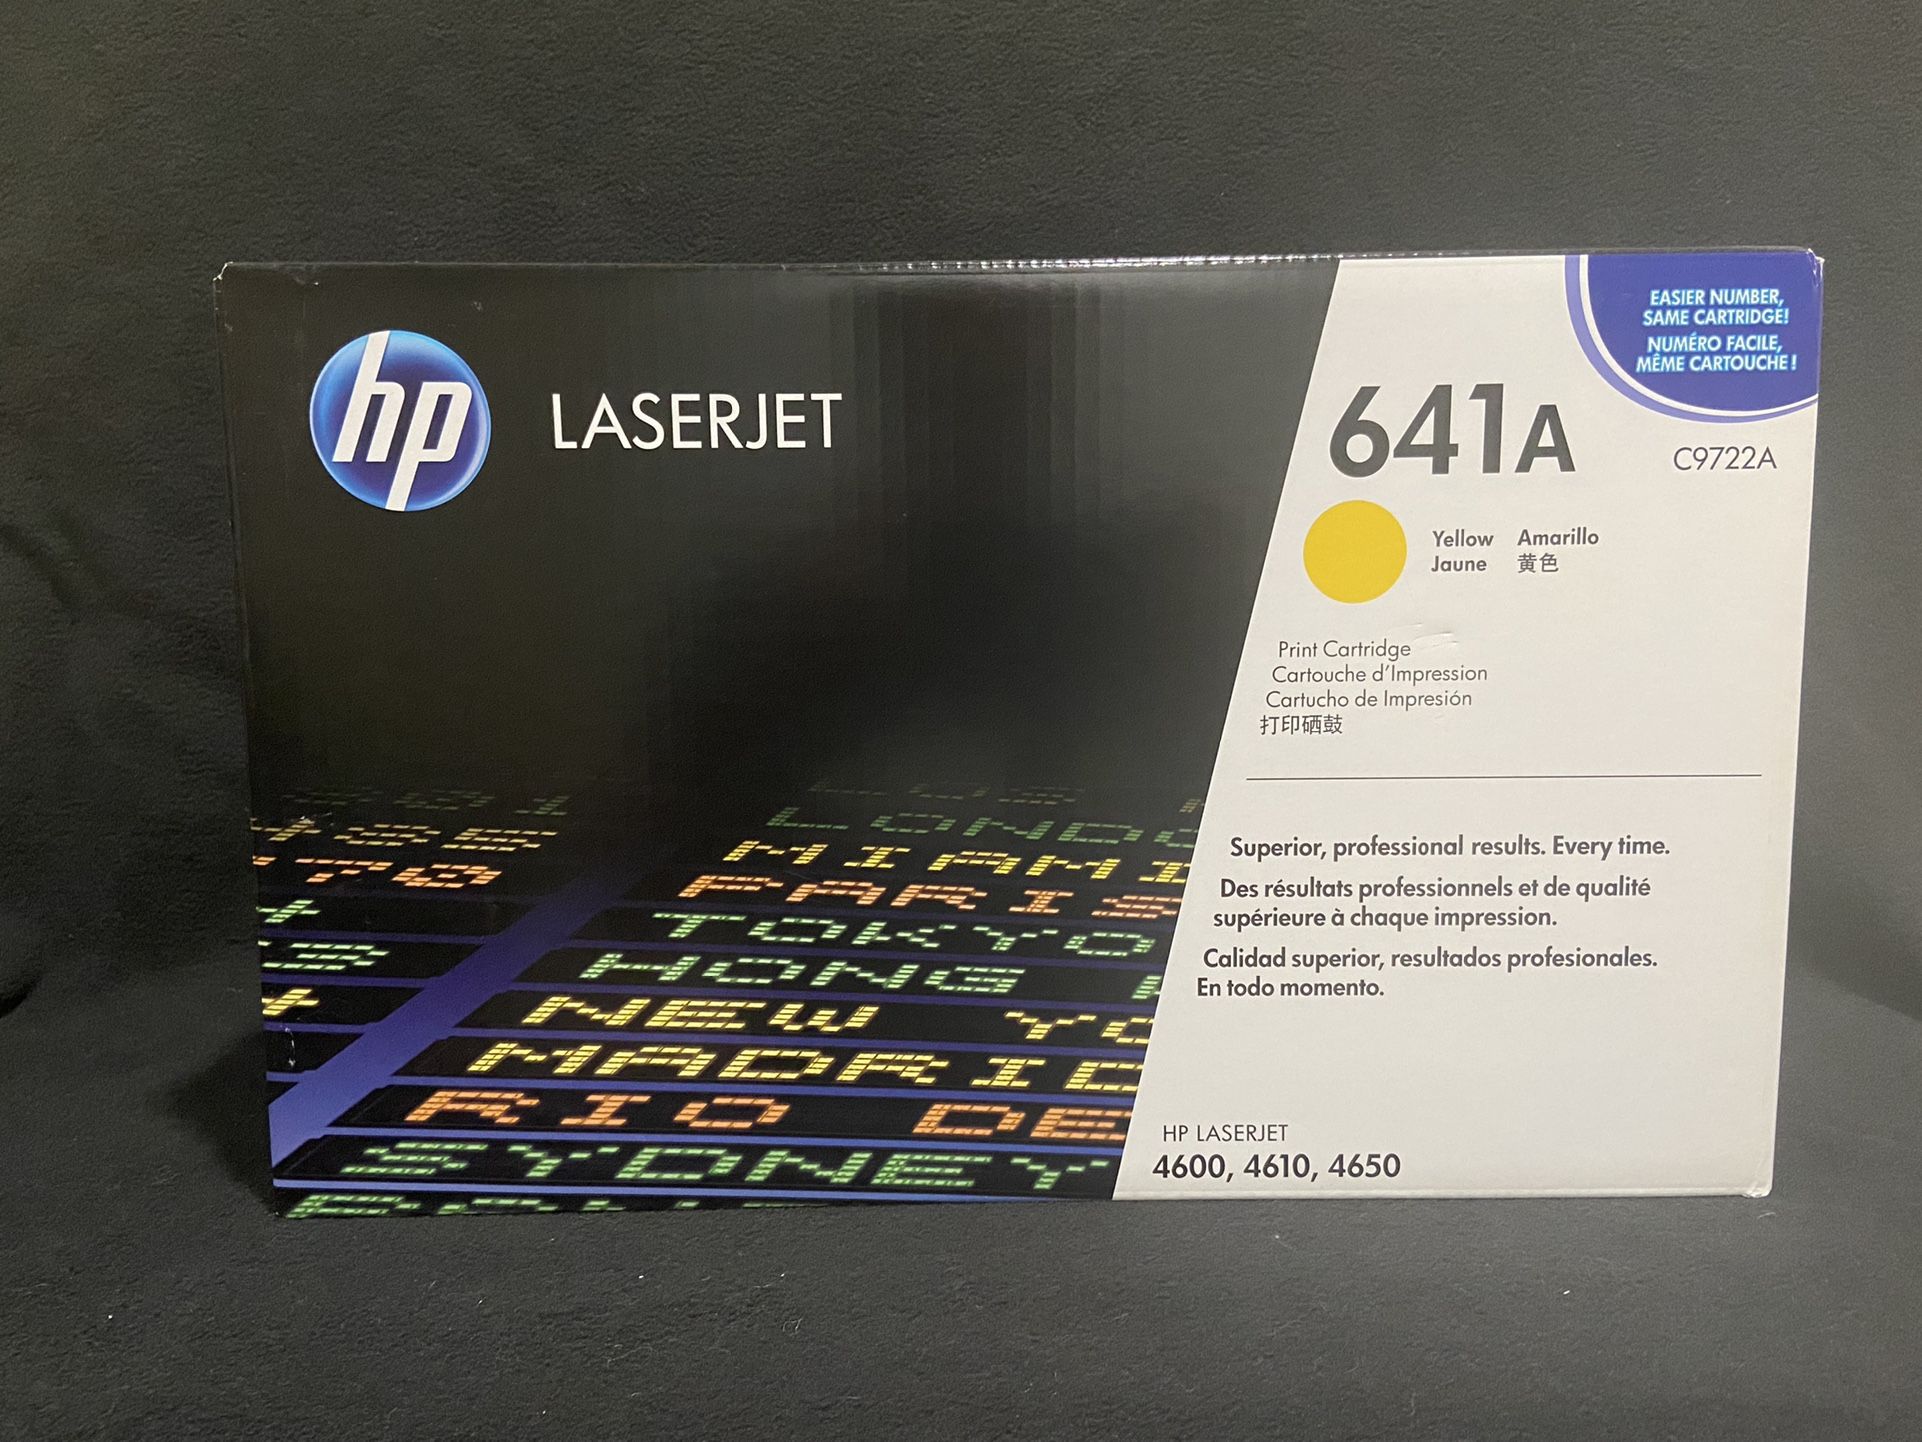 hp
LASERJET
EASIER NUMBER,
SAME CARTRIDGE!
NUMÉRO FACILE,
MÊME CARTOUCHE!
641A
C9722A
Yellow Amarillo
Jaune 黄色
Print Cartridge
Cartouche d'Impression
Cartucho de Impresión
打印硒鼓
Superior, professional results. Every time.
Des résultats professionnels et de qualité
supérieure à chaque impression.
Calidad superior, resultados profesionales.
En todo momento.
HP LASERJET
4600, 4610, 4650
LONDO
MIAMI
PARIS
TOKYO
HONG
NEW YO
MADRID
RIO DE
SYDNEY